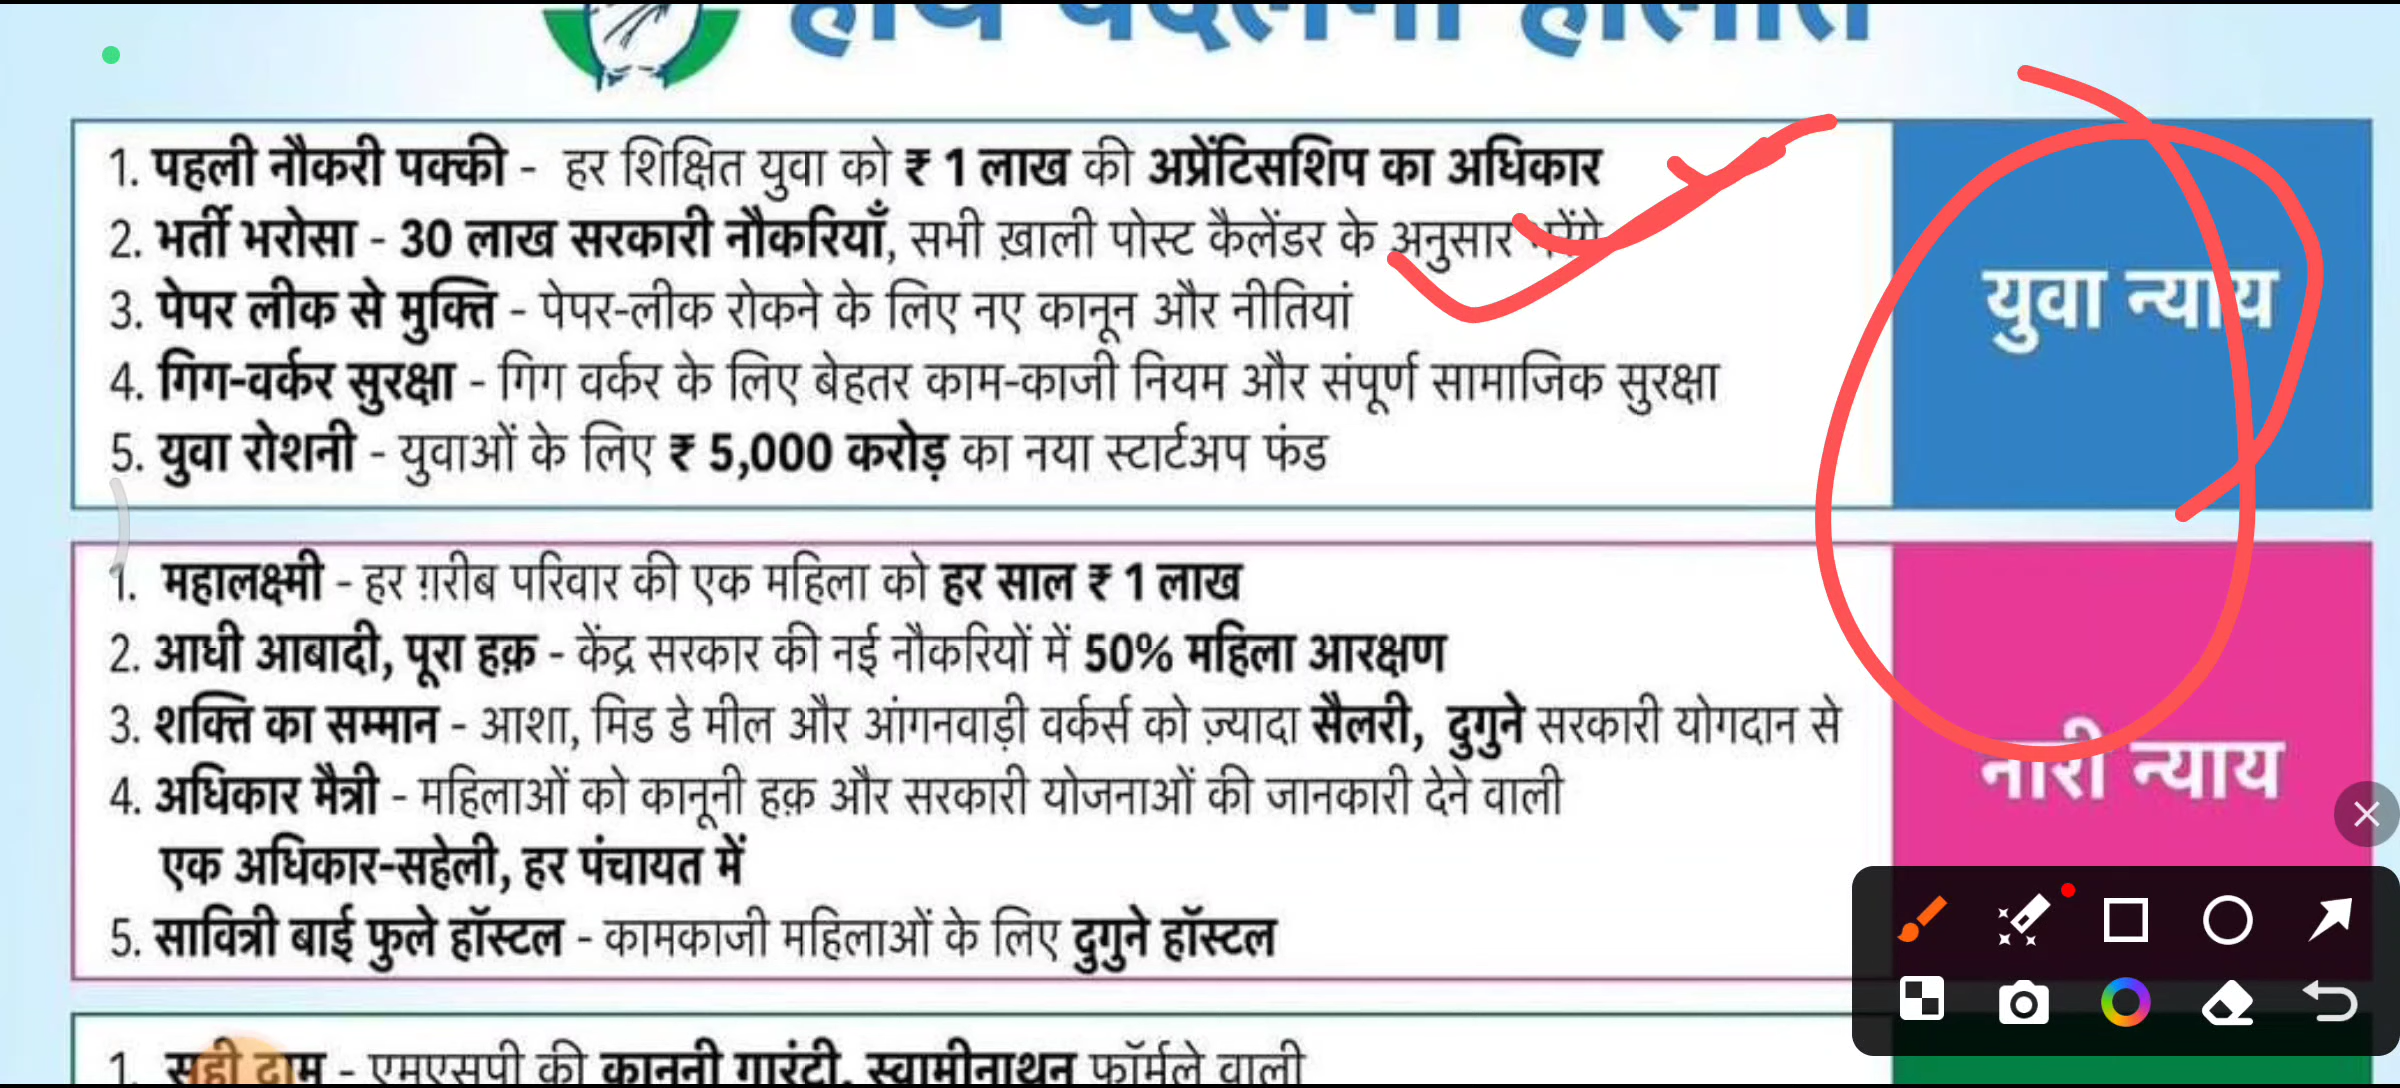 हाथ बदलेगा हालात
1. पहली नौकरी पक्की - हर शिक्षित युवा को ₹ 1 लाख की अप्रेंटिसशिप का अधिकार
2. भर्ती भरोसा - 30 लाख सरकारी नौकरियाँ, सभी ख़ाली पोस्ट कैलेंडर के अनुसार भरेंगे
3. पेपर लीक से मुक्ति - पेपर-लीक रोकने के लिए नए कानून और नीतियां
4. गिग-वर्कर सुरक्षा - गिग वर्कर के लिए बेहतर काम-काजी नियम और संपूर्ण सामाजिक सुरक्षा
5. युवा रोशनी - युवाओं के लिए ₹ 5,000 करोड़ का नया स्टार्टअप फंड
युवा न्याय
1. महालक्ष्मी - हर ग़रीब परिवार की एक महिला को हर साल ₹ 1 लाख
2. आधी आबादी, पूरा हक़ - केंद्र सरकार की नई नौकरियों में 50% महिला आरक्षण
3. शक्ति का सम्मान - आशा, मिड डे मील और आंगनवाड़ी वर्कर्स को ज़्यादा सैलरी, दुगुने सरकारी योगदान से
4. अधिकार मैत्री - महिलाओं को कानूनी हक़ और सरकारी योजनाओं की जानकारी देने वाली
एक अधिकार-सहेली, हर पंचायत में
5. सावित्री बाई फुले हॉस्टल - कामकाजी महिलाओं के लिए दुगुने हॉस्टल
नारी न्याय
1. सही दाम - एमएसपी की कानूनी गारंटी, स्वामीनाथन फॉर्मूले वाली